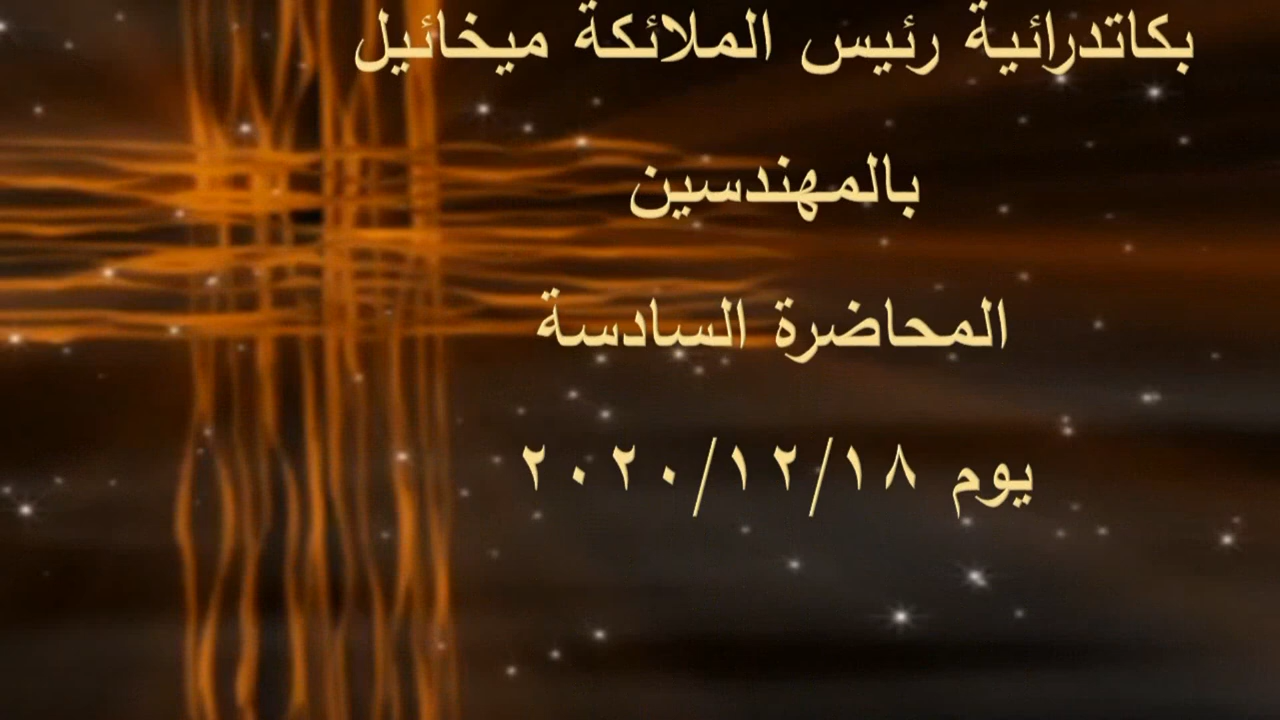 بكاتدرائية رئيس الملائكة ميخائيل
بالمهندسين
المحاضرة السادسة
يوم ٢٠٢٠/١٢/١٨